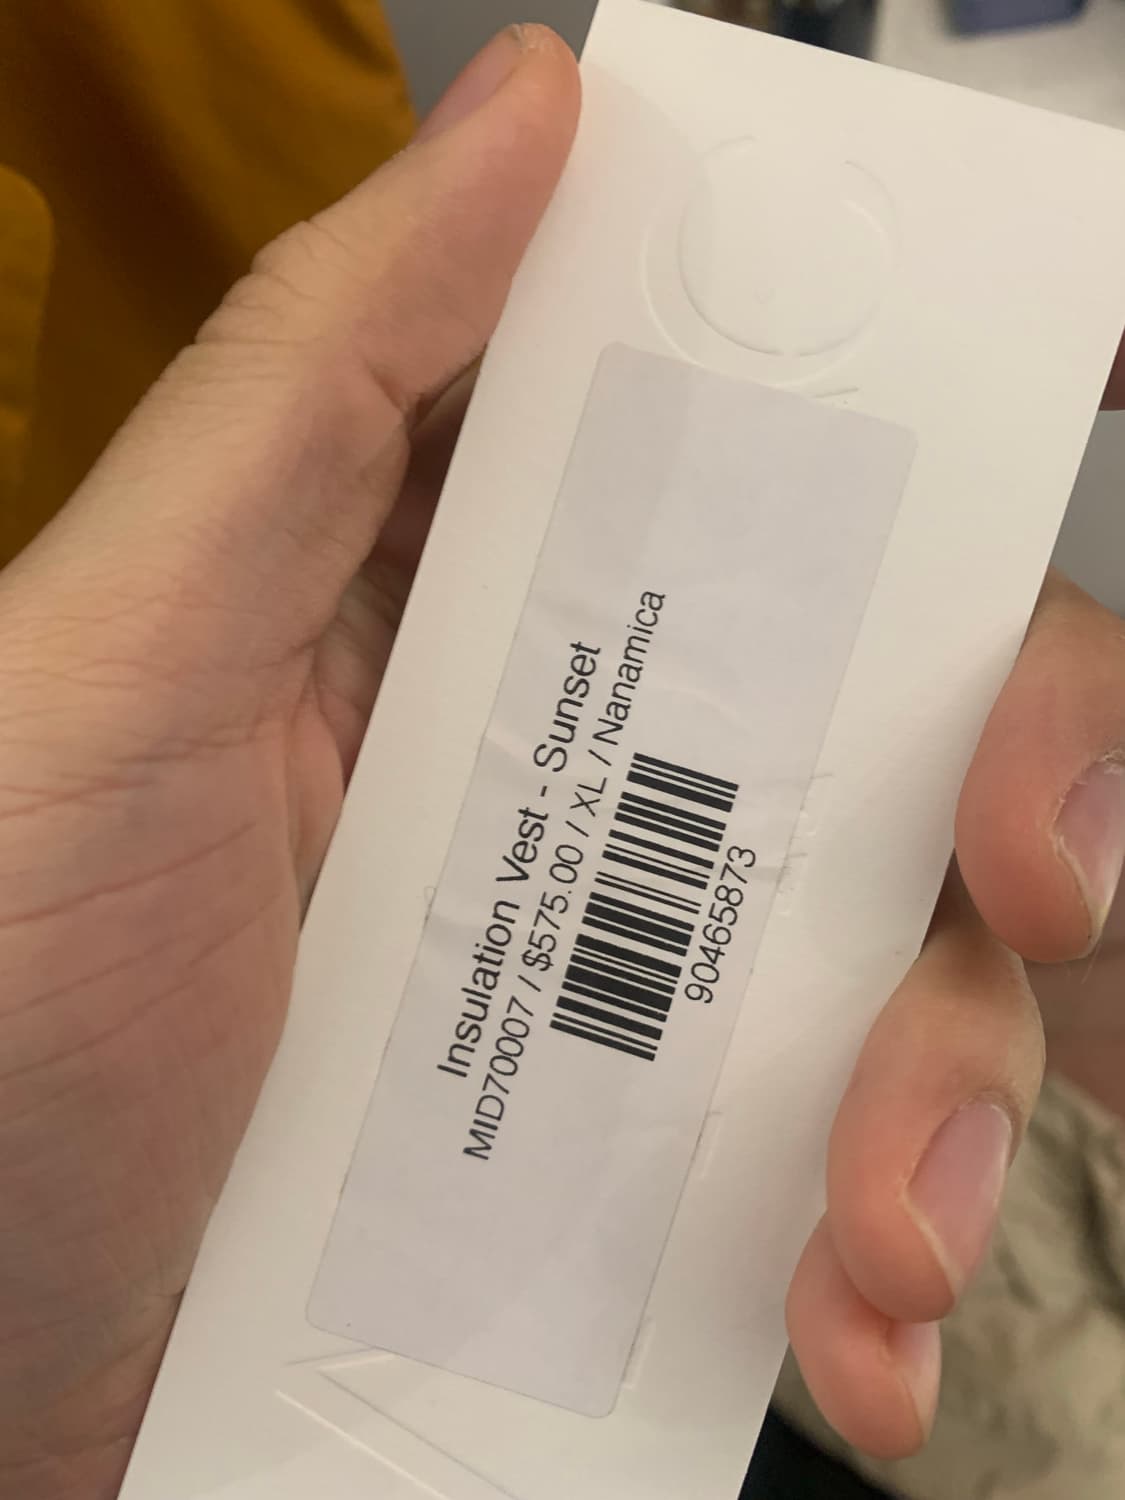 Insulation Vest - Sunset
MID70007 / $575.00 / XL / Nanamica
90465873